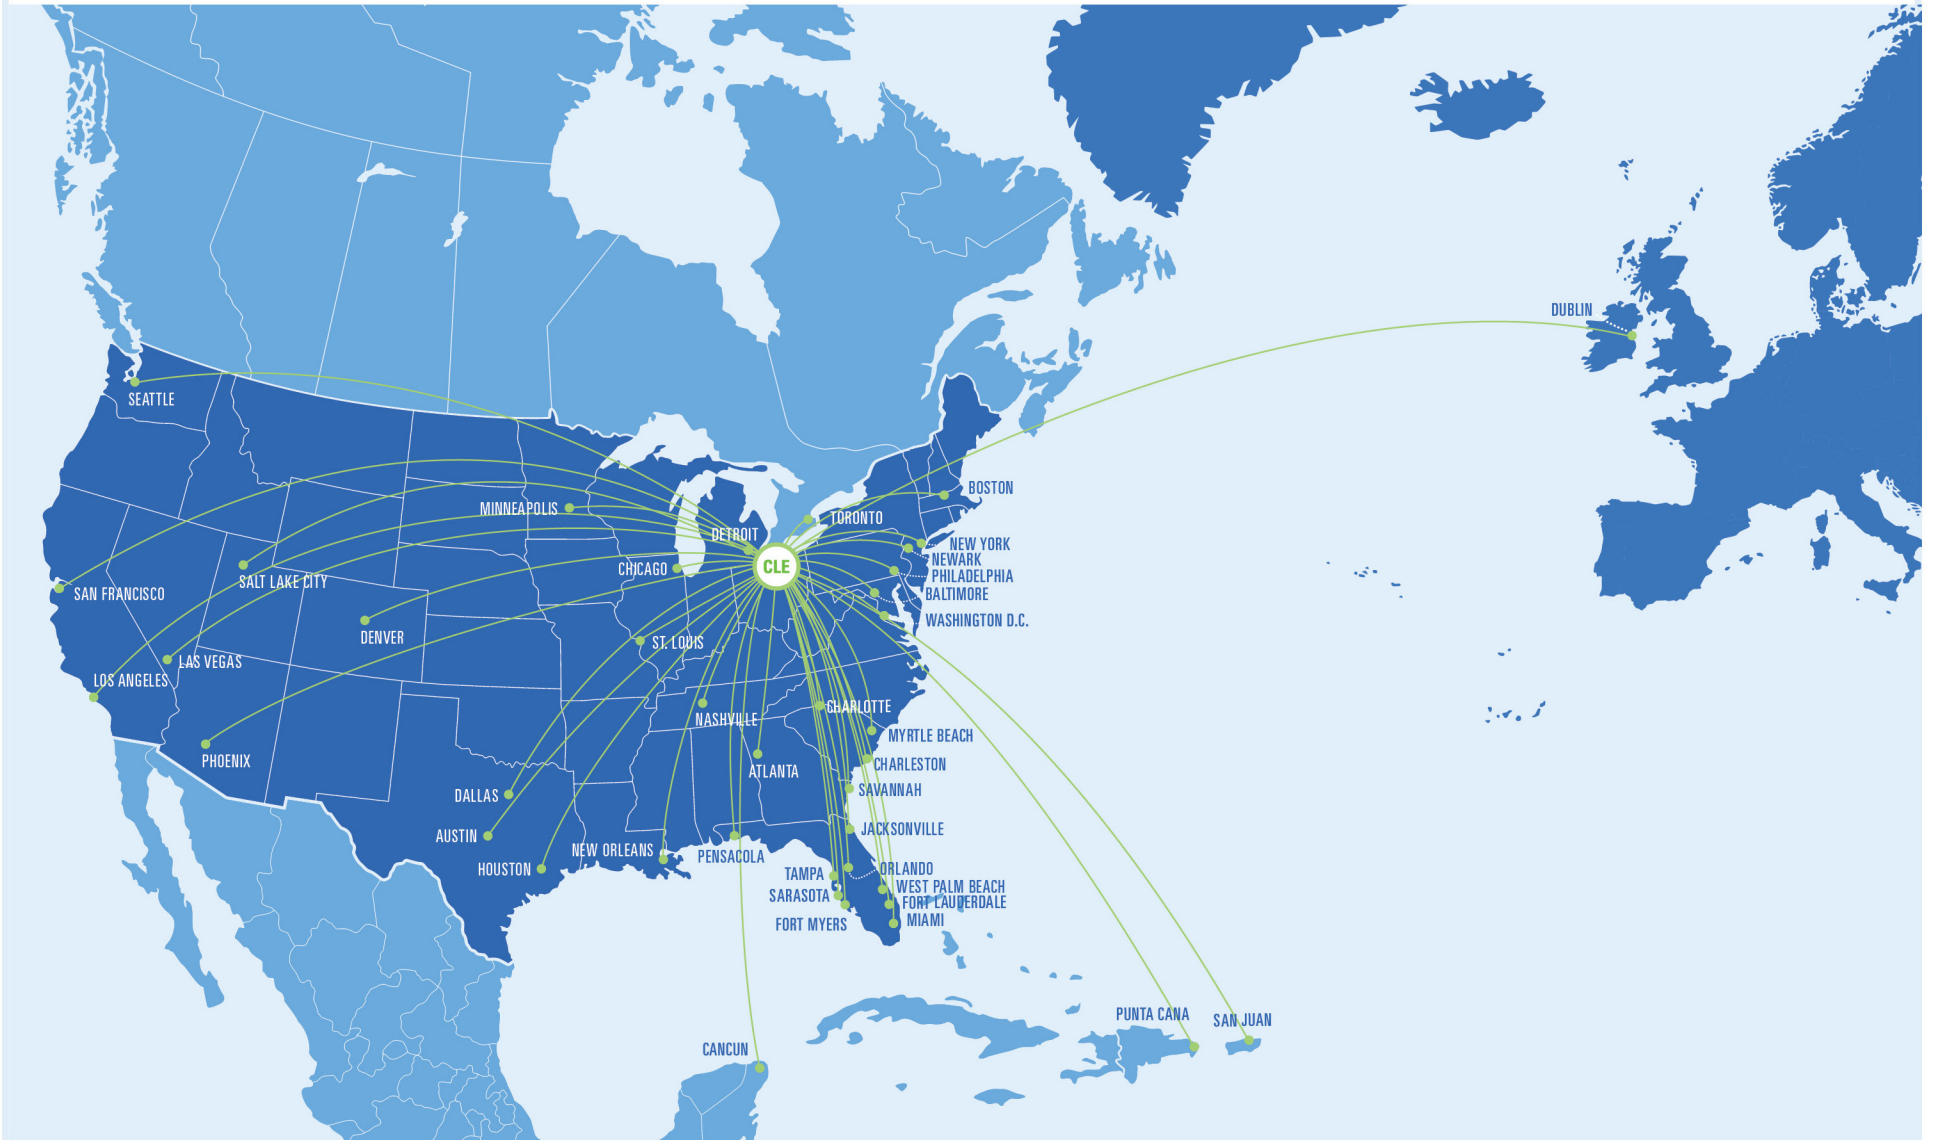 DUBLIN
SEATTLE
BOSTON
MINNEAPOLIS
TORONTO
DETROIT
NEW YORK
NEWARK
CHICAGO
CLE
PHILADELPHIA
SALT LAKE CITY
SAN FRANCISCO
BALTIMORE
WASHINGTON D.C.
DENVER
ST. LOUIS
LAS VEGAS
LOS ANGELES
CHARLOTTE
NASHVILLE
MYRTLE BEACH
PHOENIX
CHARLESTON
ATLANTA
SAVANNAH
DALLAS
JACKSONVILLE
AUSTIN
NEW ORLEANS
PENSACOLA
HOUSTON
ORLANDO
TAMPA
WEST PALM BEACH
SARASOTA
FORT LAUDERDALE
MIAMI
FORT MYERS
PUNTA CANA
SAN JUAN
CANCUN